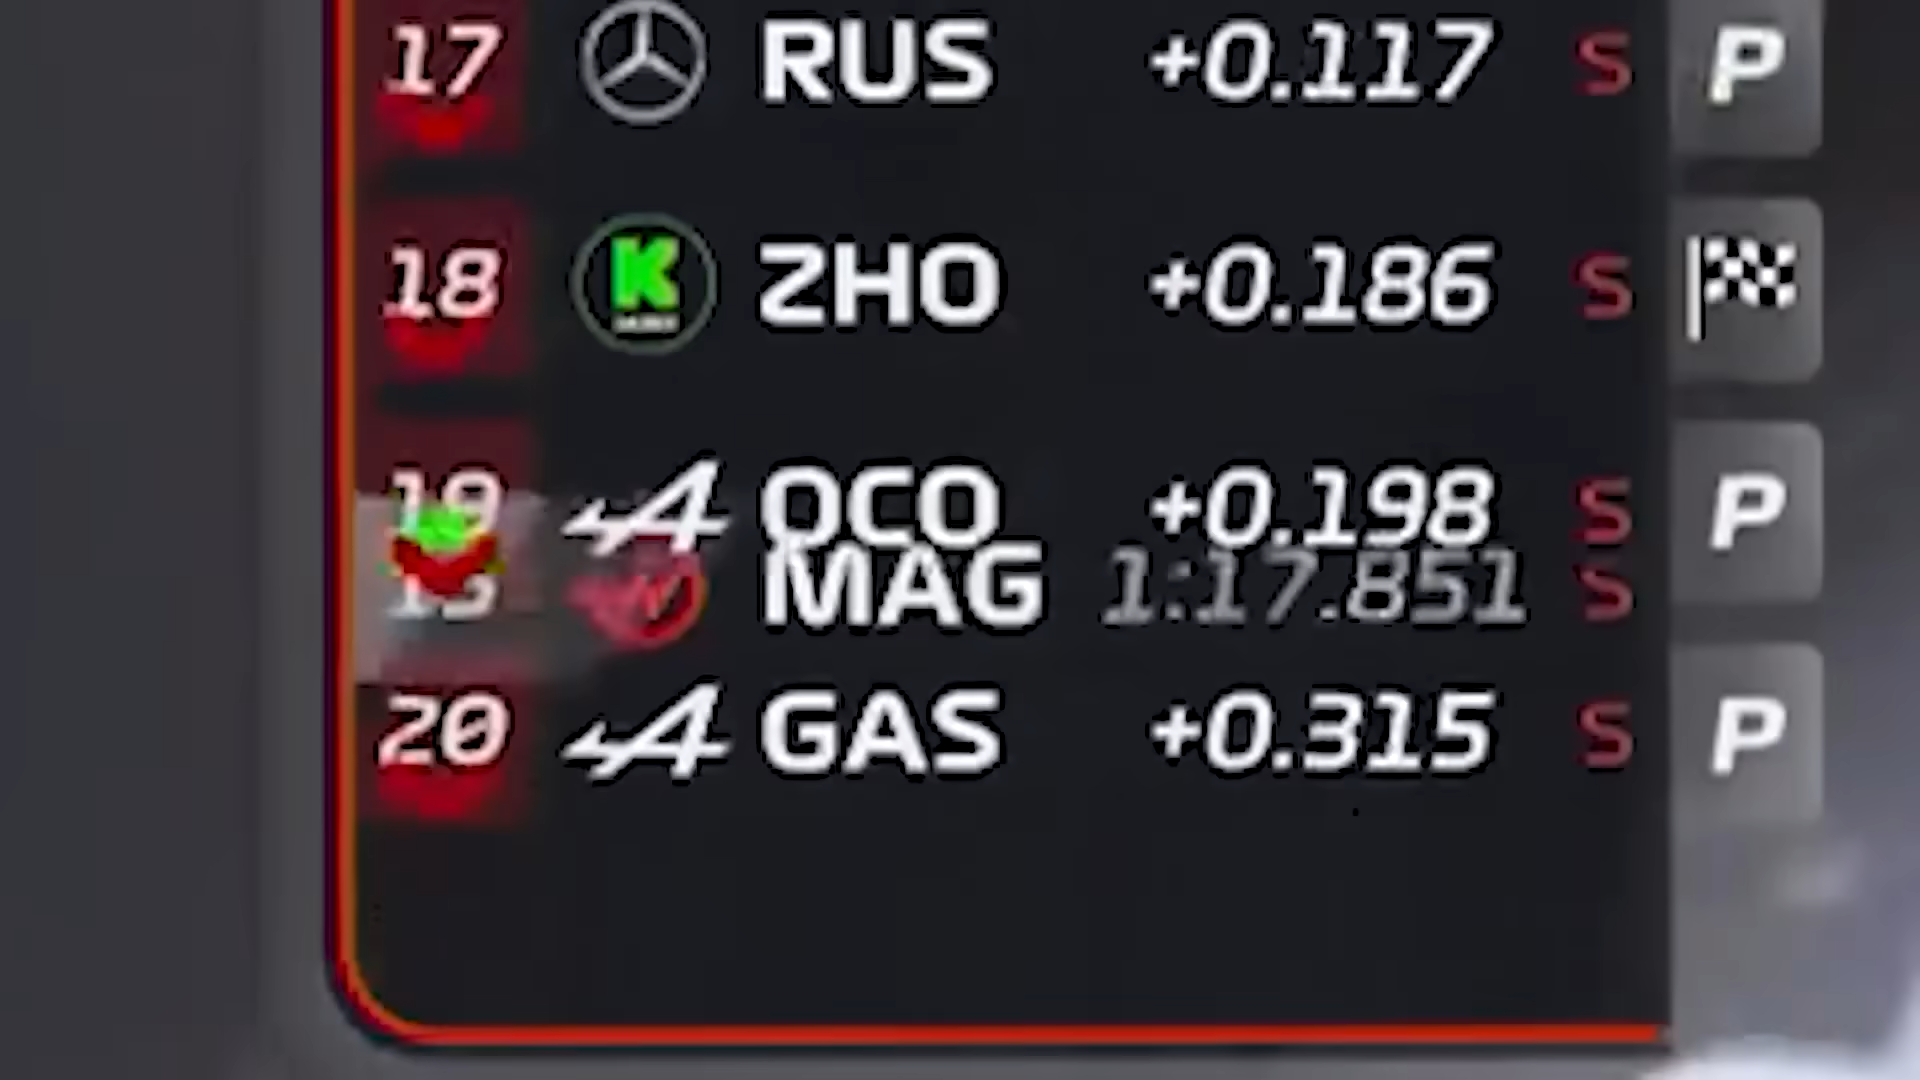 17 RUS +0.117 S P
18 K ZHO +0.186 S
19 OCO +0.198 S P
MAG 1:17.851 S
20 GAS +0.315 S P